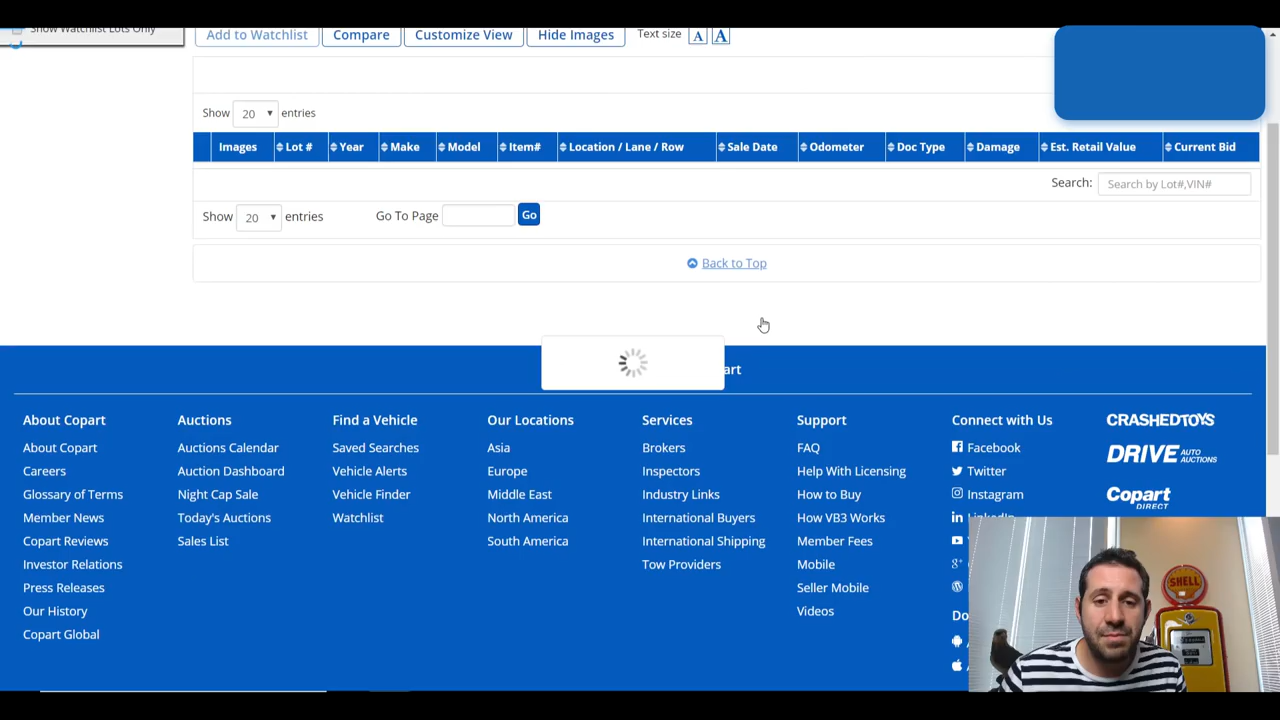 Show Watchlist Lots Only
Add to Watchlist Compare Customize View Hide Images Text size A A
Show 20 entries
Images Lot # Year Make Model Item# Location / Lane / Row Sale Date Odometer Doc Type Damage Est. Retail Value Current Bid
Search: Search by Lot#,VIN#
Show 20 entries Go To Page Go
Back to Top
art
About Copart Auctions Find a Vehicle Our Locations Services Support Connect with Us CRASHEDTOYS
About Copart Auctions Calendar Saved Searches Asia Brokers FAQ Facebook
Careers Auction Dashboard Vehicle Alerts Europe Inspectors Help With Licensing Twitter DRIVE AUTO AUCTIONS
Glossary of Terms Night Cap Sale Vehicle Finder Middle East Industry Links How to Buy Instagram Copart DIRECT
Member News Today's Auctions Watchlist North America International Buyers How VB3 Works LinkedIn
Copart Reviews Sales List South America International Shipping Member Fees
Investor Relations Tow Providers Mobile
Press Releases Seller Mobile
Our History Videos Do
Copart Global
SHELL